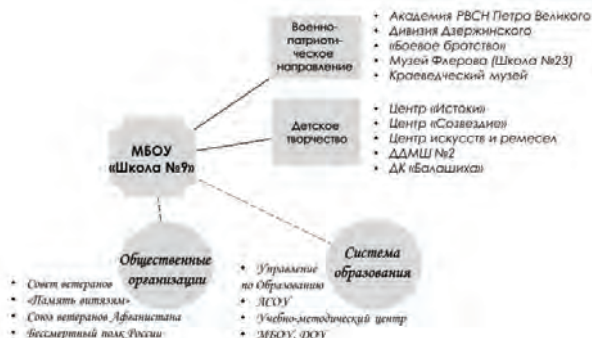 Военно-
патриоти-
ческое
направление
• Академия РВСН Петра Великого
• Дивизия Дзержинского
• «Боевое братство»
• Музей Флерова (Школа №23)
• Краеведческий музей
Детское
творчество
• Центр «Истоки»
• Центр «Созвездие»
• Центр искусств и ремесел
• ДДМШ №2
• ДК «Балашиха»
МБОУ
«Школа №9»
Общественные
организации
• Совет ветеранов
• «Память витязям»
• Союз ветеранов Афганистана
• Бессмертный полк России
Система
образования
• Управление
по Образованию
• АСОУ
• Учебно-методический центр
• МБОУ, ДОУ